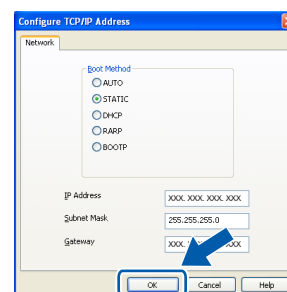 Configure TCP/IP Address
Network
Boot Method
AUTO
STATIC
DHCP
RARP
BOOTP
IP Address
XXX. XXX. XXX. XXX
Subnet Mask
255.255.255.0
Gateway
XXX.
OK
Cancel
Help